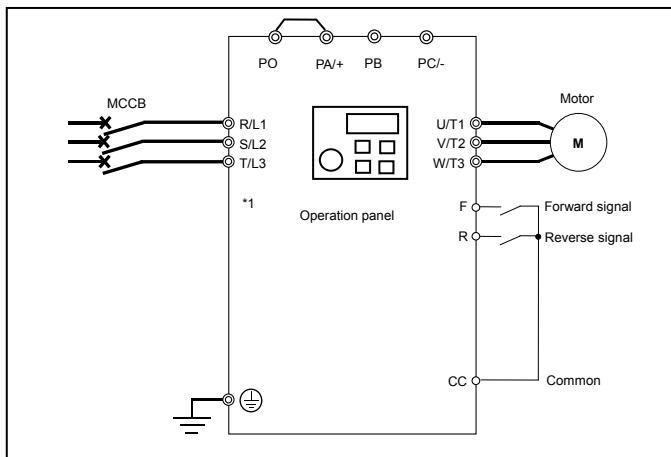 PO PA/+ PB PC/-
MCCB
Motor
R/L1
S/L2
T/L3
U/T1
V/T2
W/T3
M
*1
Operation panel
F
Forward signal
R
Reverse signal
CC
Common